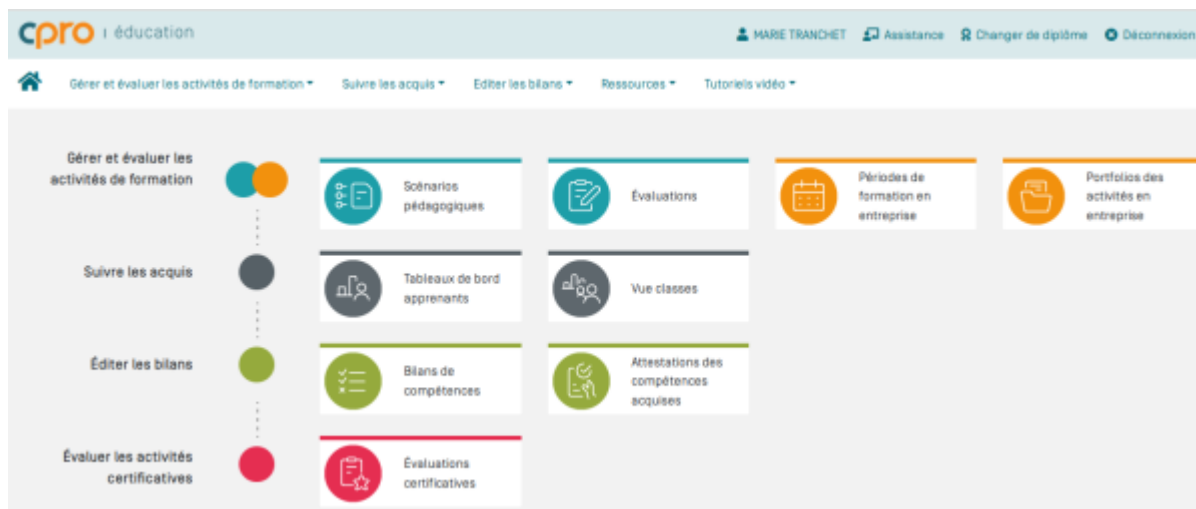 cpro | éducation
MARIE TRANCHET Assistance Changer de diplôme Déconnexion
Gérer et évaluer les activités de formation Suivre les acquis Editer les bilans Ressources Tutoriels vidéo
Gérer et évaluer les
activités de formation
Scénarios
pédagogiques
Évaluations
Périodes de
formation en
entreprise
Portfolios des
activités en
entreprise
Suivre les acquis
Tableaux de bord
apprenants
Vue classes
Éditer les bilans
Bilans de
compétences
Attestations des
compétences
acquises
Évaluer les activités
certificatives
Évaluations
certificatives